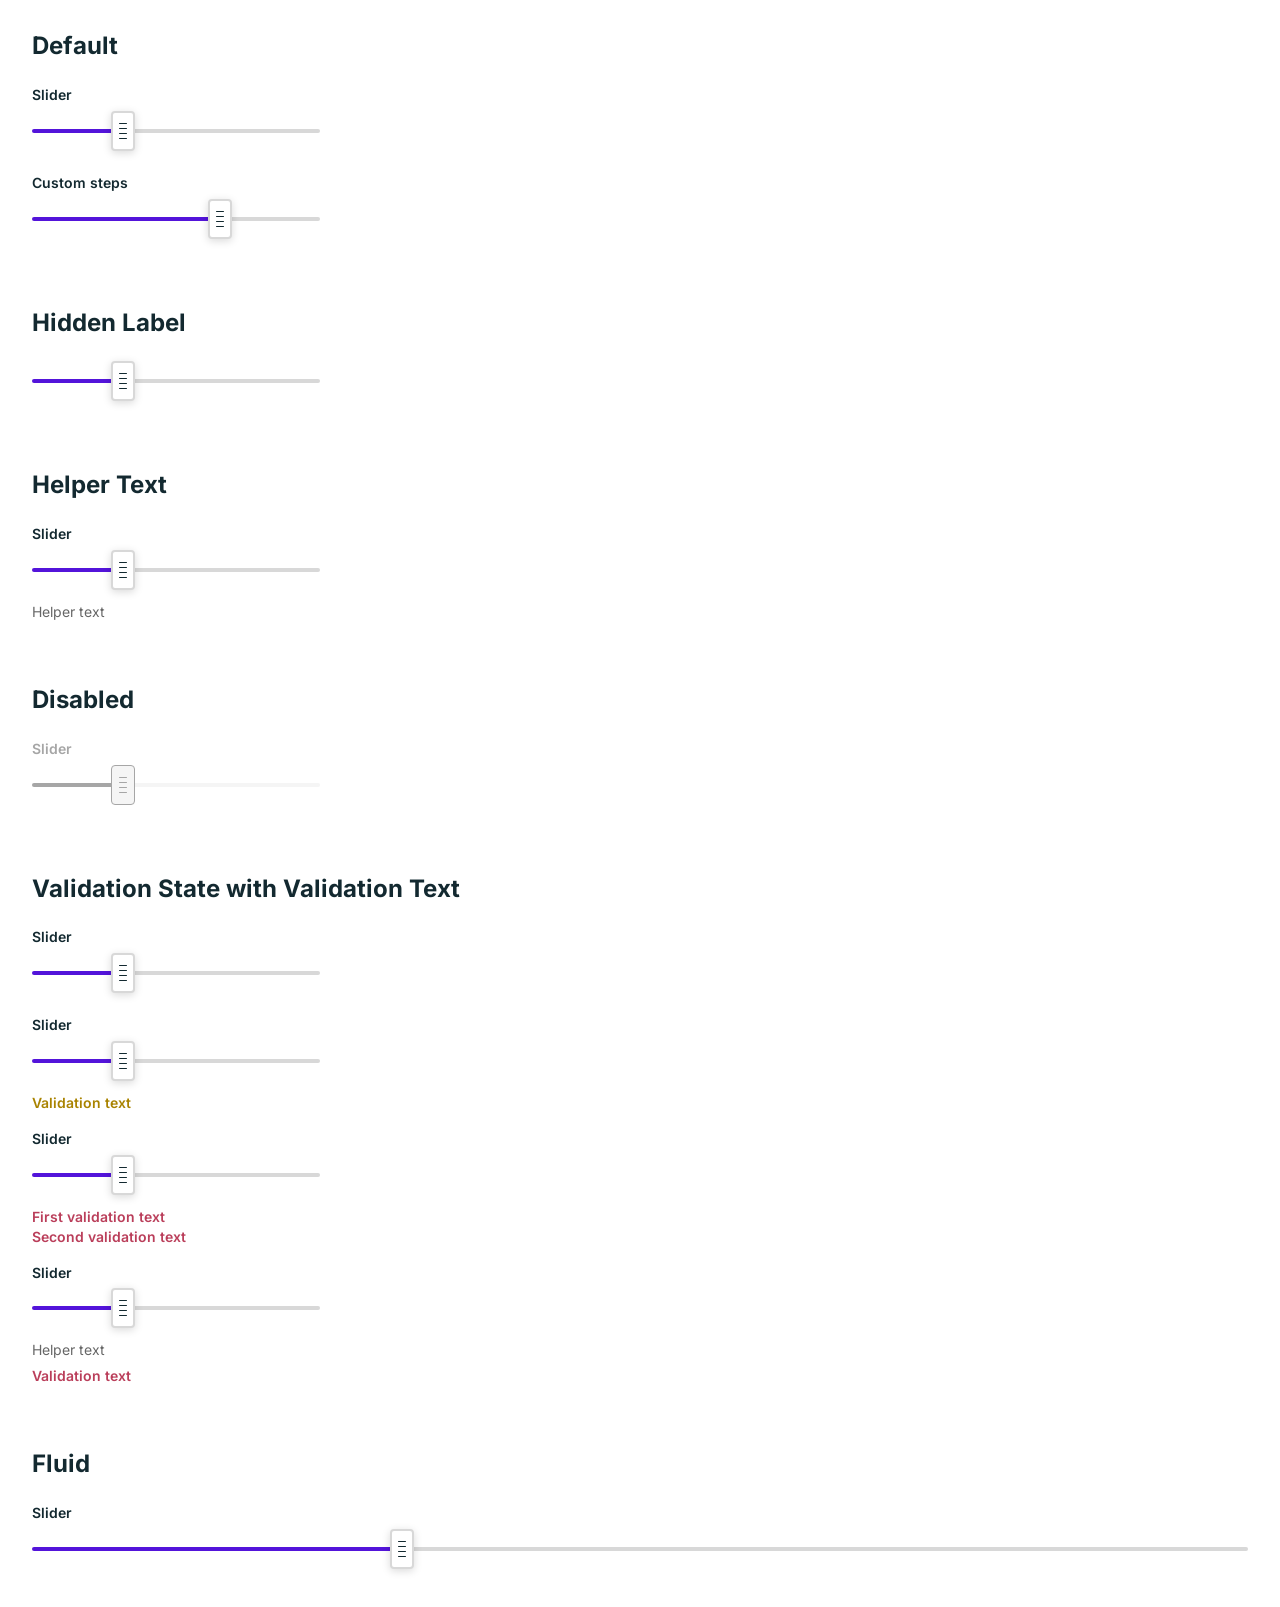 Default
Slider
Custom steps
Hidden Label
Helper Text
Slider
Helper text
Disabled
Slider
Validation State with Validation Text
Slider
Slider
Validation text
Slider
First validation text
Second validation text
Slider
Helper text
Validation text
Fluid
Slider